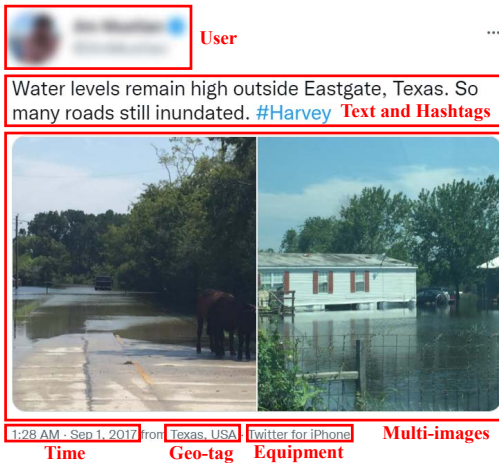 User
...
Water levels remain high outside Eastgate, Texas. So
many roads still inundated. #Harvey Text and Hashtags
1:28 AM · Sep 1, 2017 from Texas, USA · Twitter for iPhone Multi-images
Time Geo-tag Equipment